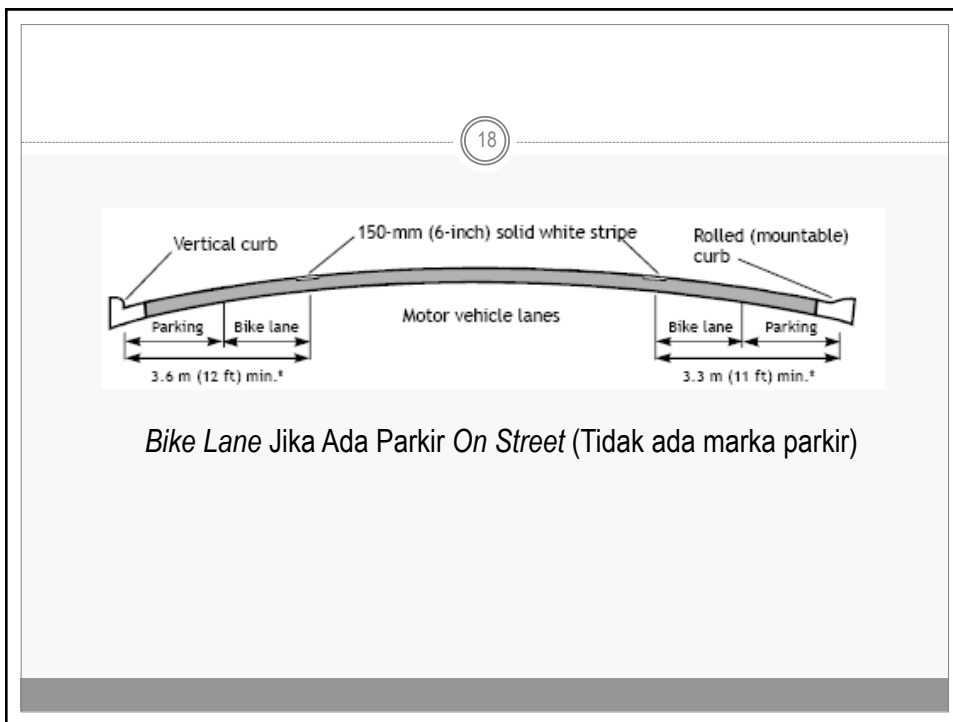 18
150-mm (6-inch) solid white stripe
Vertical curb
Rolled (mountable)
curb
Parking
Bike lane
Motor vehicle lanes
Bike lane
Parking
3.6 m (12 ft) min.*
3.3 m (11 ft) min.*
Bike Lane Jika Ada Parkir On Street (Tidak ada marka parkir)